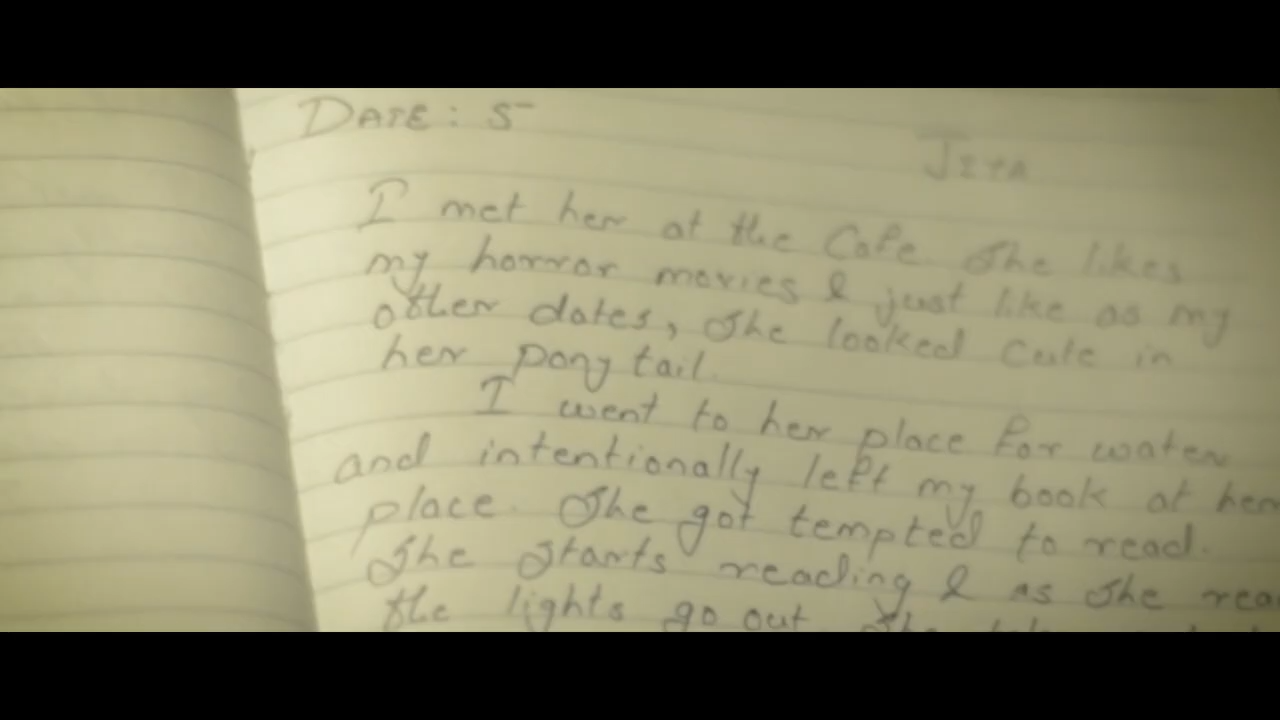 DATE : 5
JIYA
I met her at the Cafe. She likes
my horror movies & just like as my
other dates, She looked cute in
her pony tail.
I went to her place for water
and intentionally left my book at her
place. She got tempted to read.
She starts reading & as She
the lights go out.